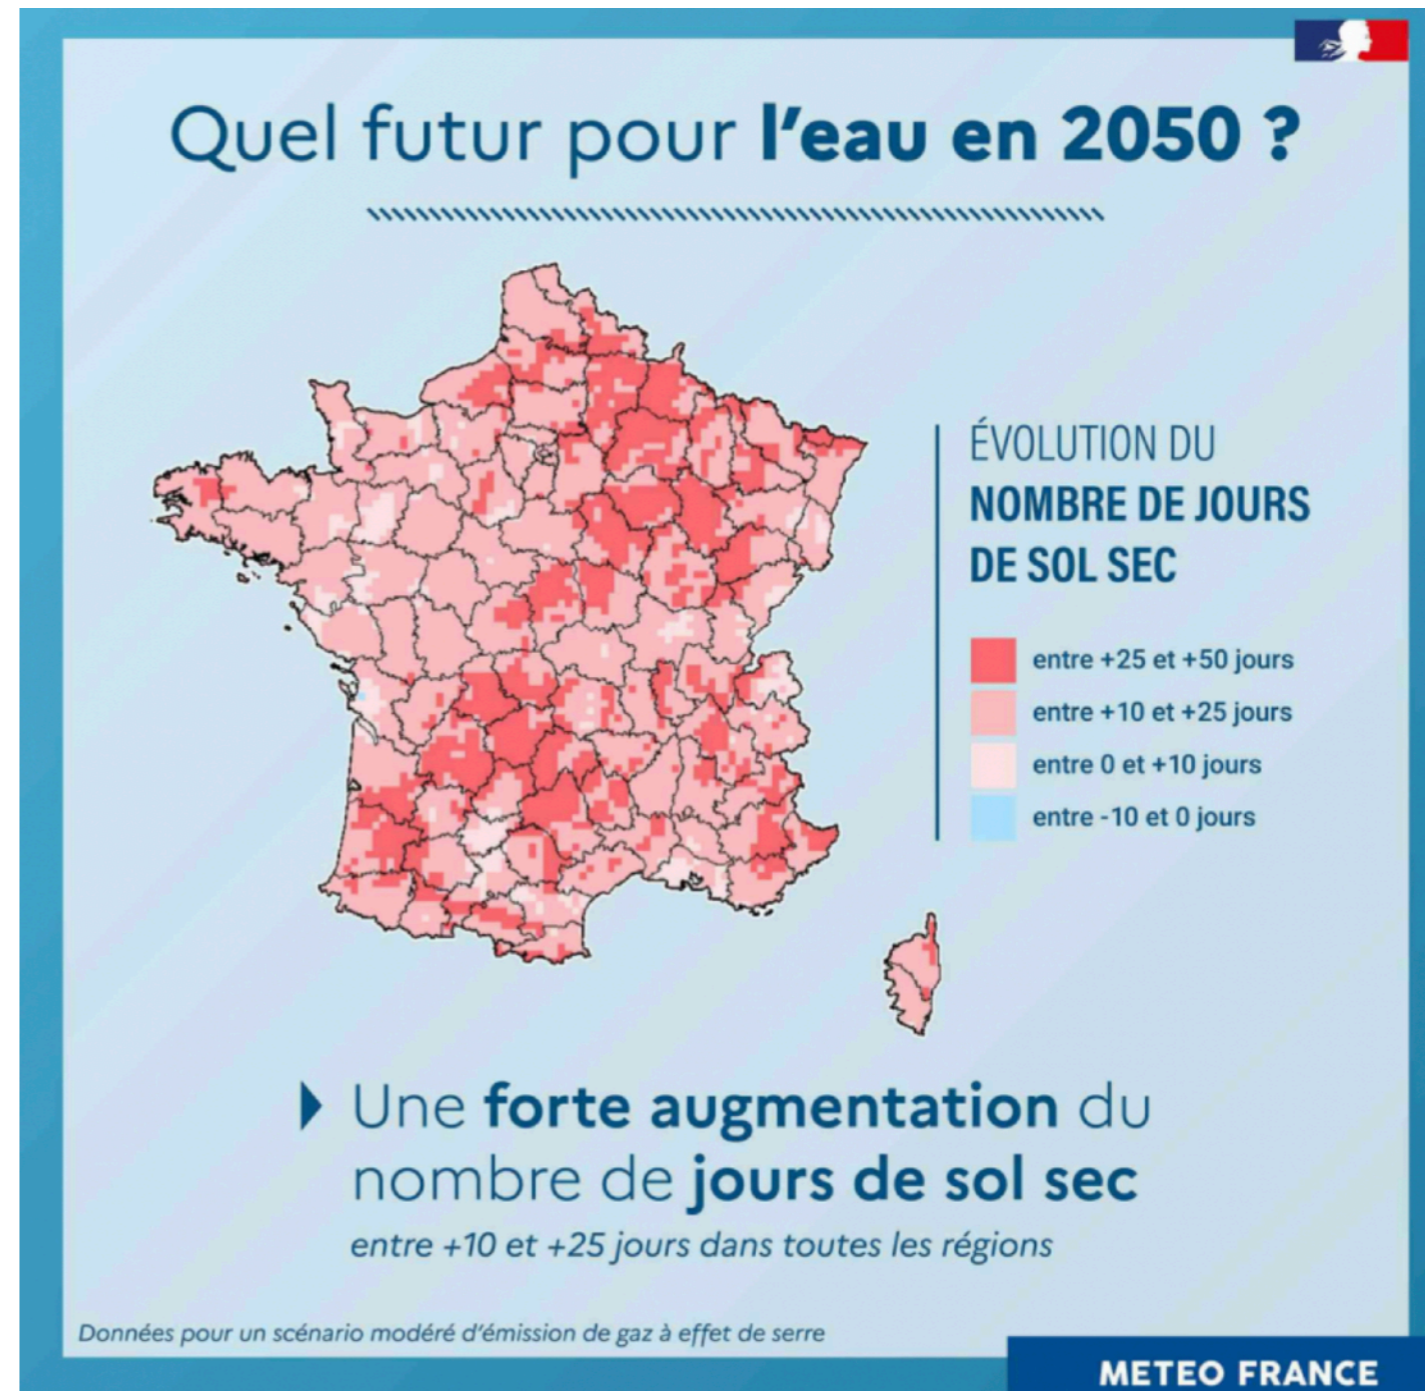 Quel futur pour l'eau en 2050 ?
ÉVOLUTION DU
NOMBRE DE JOURS
DE SOL SEC
entre +25 et +50 jours
entre +10 et +25 jours
entre 0 et +10 jours
entre -10 et 0 jours
Une forte augmentation du
nombre de jours de sol sec
entre +10 et +25 jours dans toutes les régions
Données pour un scénario modéré d'émission de gaz à effet de serre
METEO FRANCE